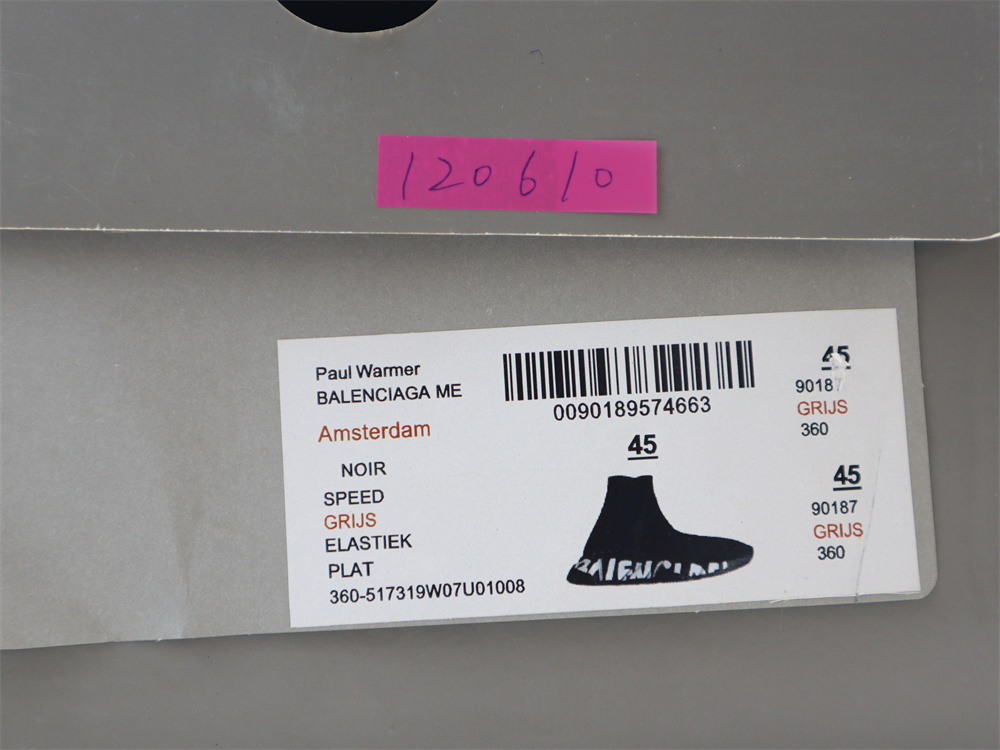 120610
Paul Warmer
BALENCIAGA ME
Amsterdam
NOIR
SPEED
GRIJS
ELASTIEK
PLAT
360-517319W07U01008
0090189574663
45
45
90187
GRIJS
360
45
90187
GRIJS
360